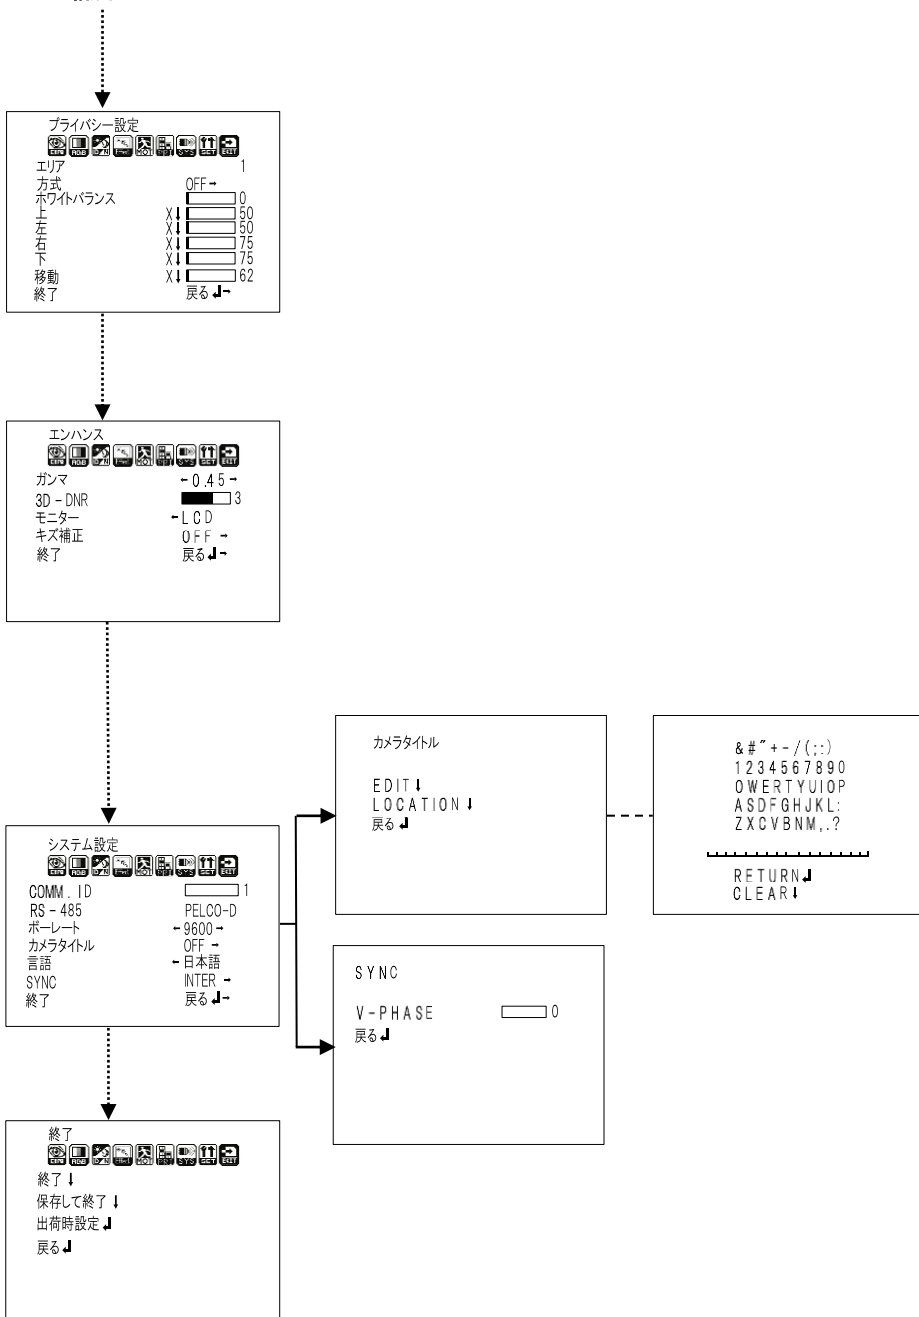 プライバシー設定
エリア 1
方式 OFF→
ホワイトバランス 0
上 X↓ 50
左 X↓ 50
右 X↓ 75
下 X↓ 75
移動 X↓ 62
終了 戻る↲→
エンハンス
ガンマ ←0.45→
3D-DNR 3
モニター ←LCD
キズ補正 OFF →
終了 戻る↲→
システム設定
COMM. ID 1
RS-485 PELCO-D
ボーレート ←9600→
カメラタイトル OFF →
言語 ←日本語
SYNC INTER →
終了 戻る↲→
カメラタイトル
EDIT↓
LOCATION↓
戻る↲
&#"+-/(;:)
1234567890
QWERTYUIOP
ASDFGHJKL:
ZXCVBNM,.?
RETURN↲
CLEAR↓
SYNC
V-PHASE 0
戻る↲
終了
終了↓
保存して終了↓
出荷時設定↲
戻る↲